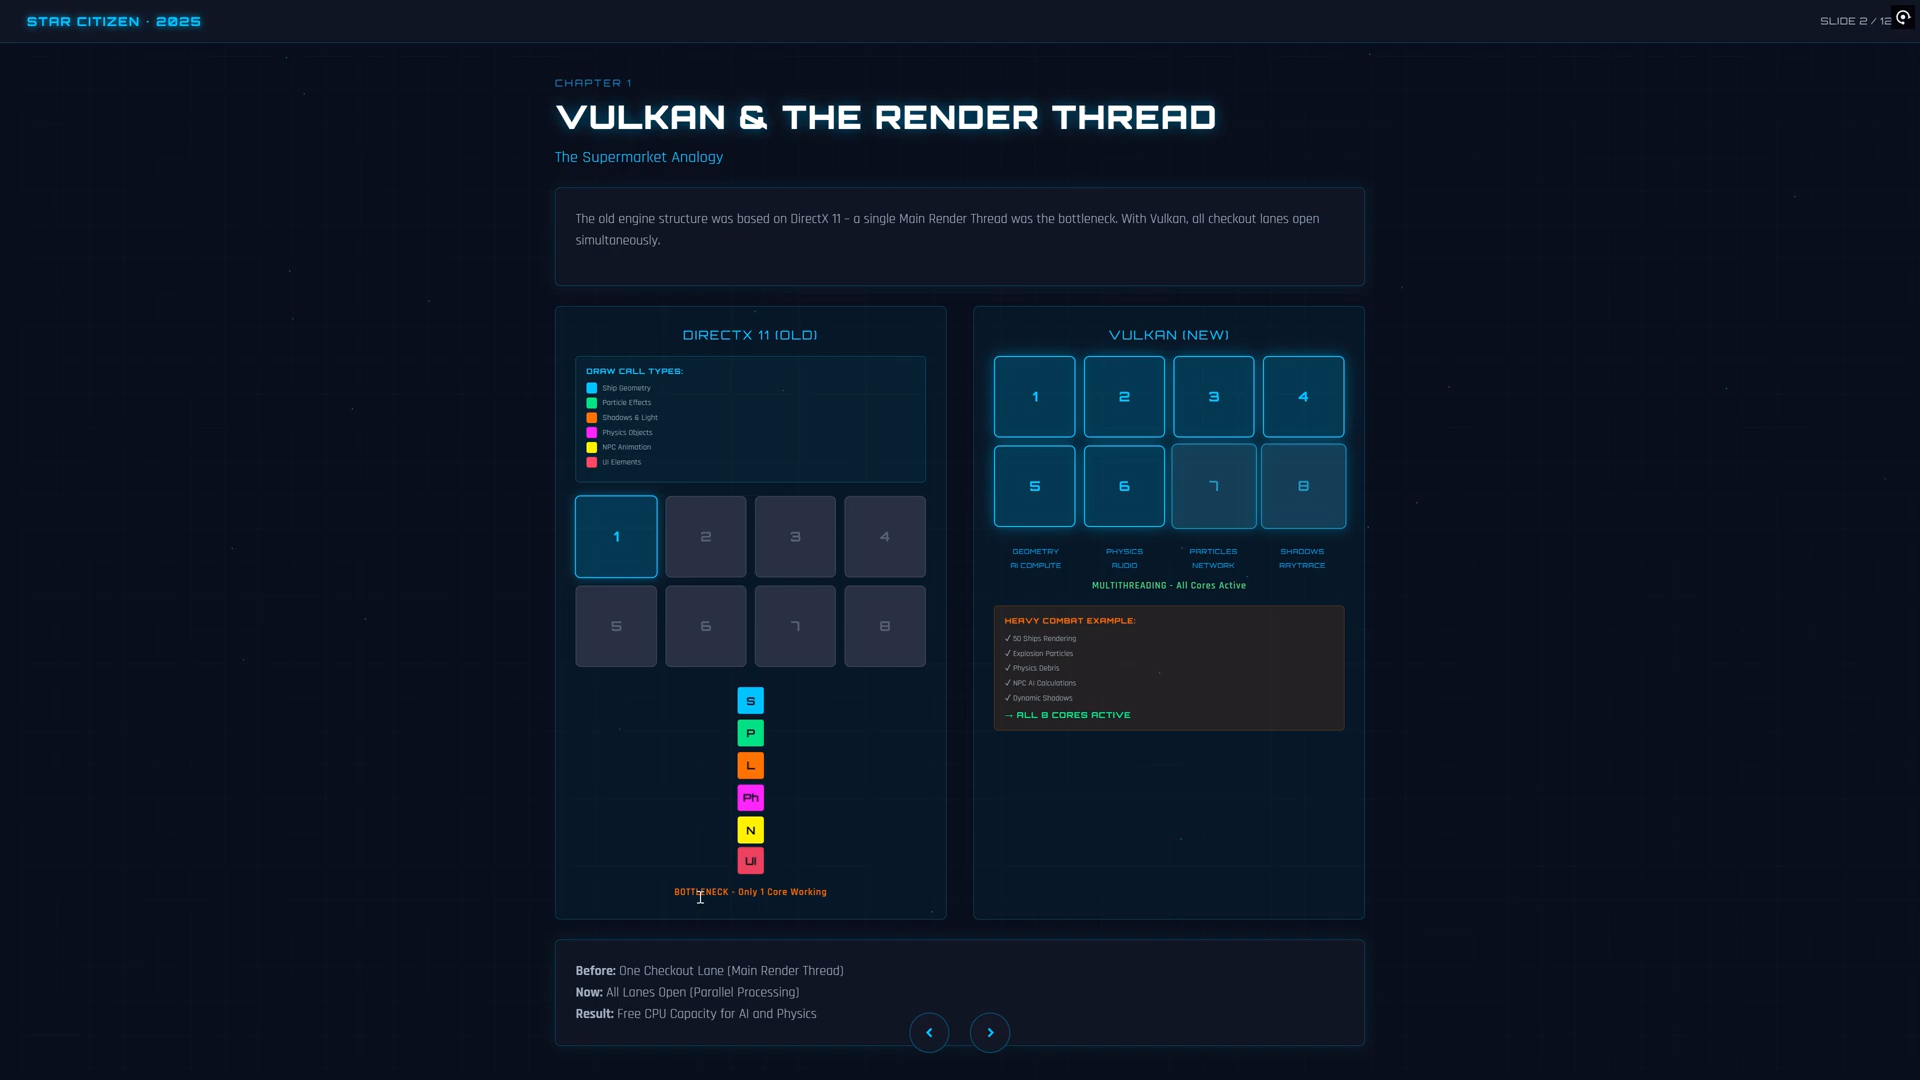 STAR CITIZEN · 2025
SLIDE 2 / 12
CHAPTER 1
VULKAN & THE RENDER THREAD
The Supermarket Analogy
The old engine structure was based on DirectX 11 – a single Main Render Thread was the bottleneck. With Vulkan, all checkout lanes open
simultaneously.
DIRECTX 11 (OLD)
DRAW CALL TYPES:
Ship Geometry
Particle Effects
Shadows & Light
Physics Objects
NPC Animation
UI Elements
1 2 3 4
5 6 7 8
S
P
L
Ph
N
UI
BOTTLENECK - Only 1 Core Working
VULKAN (NEW)
1 2 3 4
5 6 7 8
GEOMETRY PHYSICS PARTICLES SHADOWS
AI COMPUTE AUDIO NETWORK RAYTRACE
MULTITHREADING - All Cores Active
HEAVY COMBAT EXAMPLE:
✓ 50 Ships Rendering
✓ Explosion Particles
✓ Physics Debris
✓ NPC AI Calculations
✓ Dynamic Shadows
→ ALL 8 CORES ACTIVE
Before: One Checkout Lane (Main Render Thread)
Now: All Lanes Open (Parallel Processing)
Result: Free CPU Capacity for AI and Physics